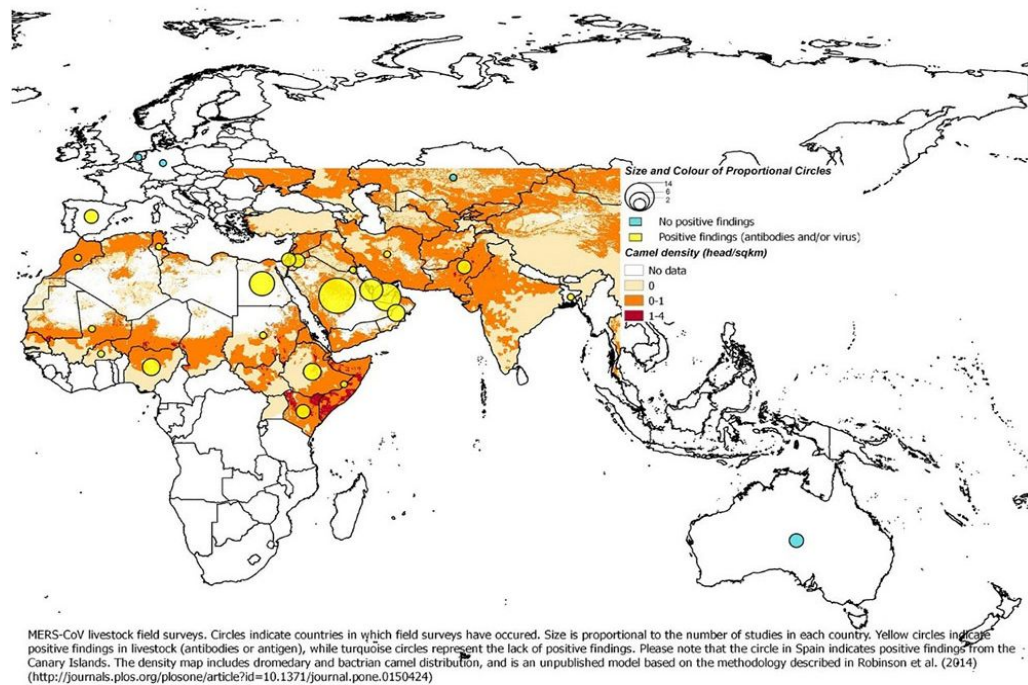 Size and Colour of Proportional Circles
14
6
2
No positive findings
Positive findings (antibodies and/or virus)
Camel density (head/sqkm)
No data
0
0-1
1-4
MERS-CoV livestock field surveys. Circles indicate countries in which field surveys have occured. Size is proportional to the number of studies in each country. Yellow circles indicate
positive findings in livestock (antibodies or antigen), while turquoise circles represent the lack of positive findings. Please note that the circle in Spain indicates positive findings from the
Canary Islands. The density map includes dromedary and bactrian camel distribution, and is an unpublished model based on the methodology described in Robinson et al. (2014)
(http://journals.plos.org/plosone/article?id=10.1371/journal.pone.0150424)